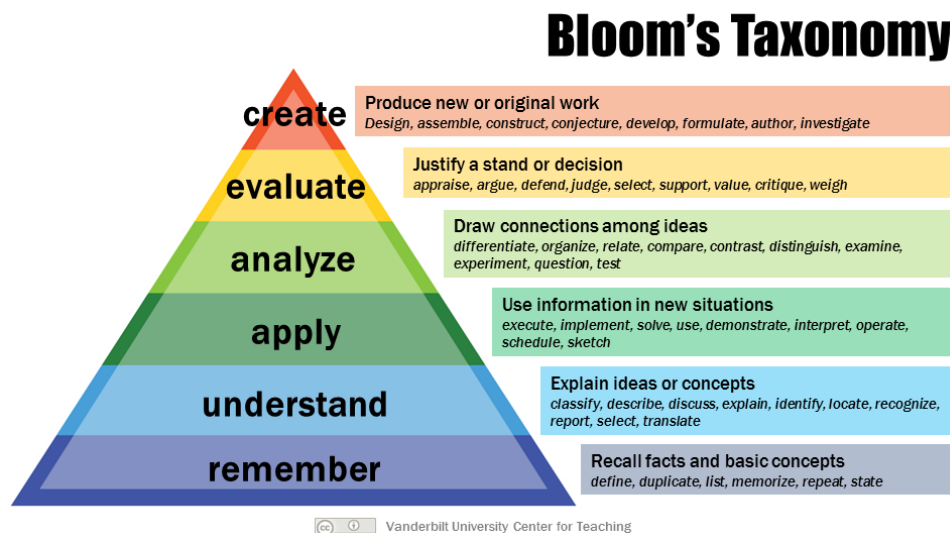 Bloom's Taxonomy
create
Produce new or original work
Design, assemble, construct, conjecture, develop, formulate, author, investigate
evaluate
Justify a stand or decision
appraise, argue, defend, judge, select, support, value, critique, weigh
analyze
Draw connections among ideas
differentiate, organize, relate, compare, contrast, distinguish, examine,
experiment, question, test
apply
Use information in new situations
execute, implement, solve, use, demonstrate, interpret, operate,
schedule, sketch
understand
Explain ideas or concepts
classify, describe, discuss, explain, identify, locate, recognize,
report, select, translate
remember
Recall facts and basic concepts
define, duplicate, list, memorize, repeat, state
cc
Vanderbilt University Center for Teaching